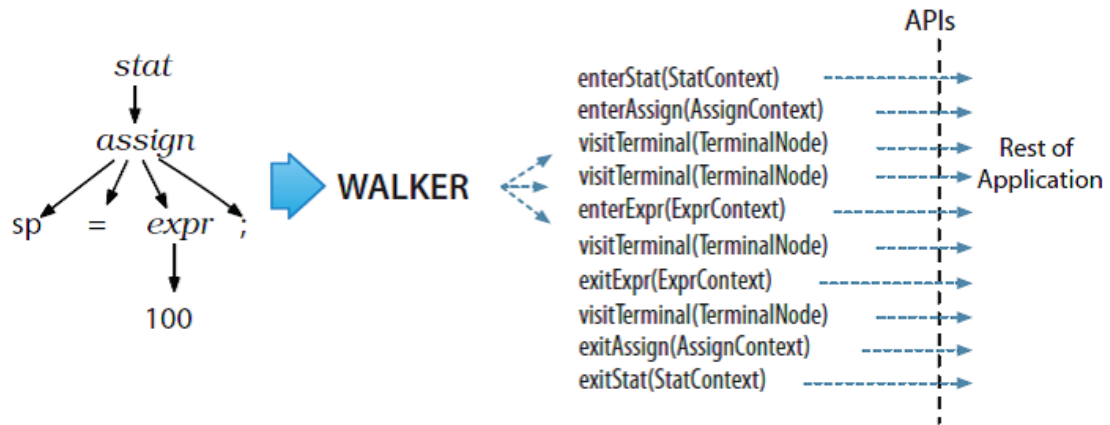 stat
assign
sp = expr ;
100
WALKER
APIs
enterStat(StatContext)
enterAssign(AssignContext)
visitTerminal(TerminalNode)
visitTerminal(TerminalNode)
enterExpr(ExprContext)
visitTerminal(TerminalNode)
exitExpr(ExprContext)
visitTerminal(TerminalNode)
exitAssign(AssignContext)
exitStat(StatContext)
Rest of
Application